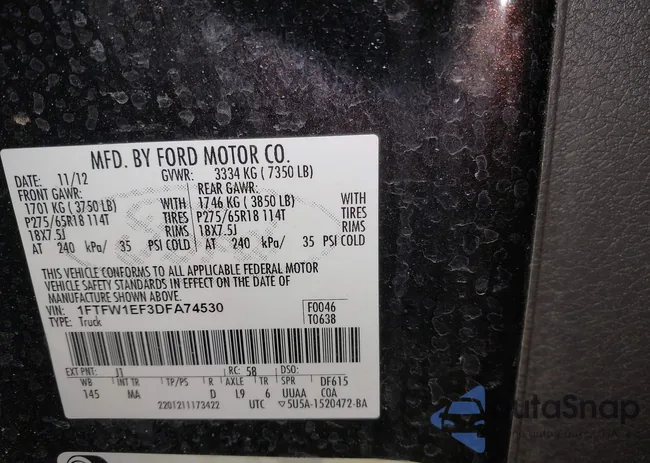 MFD. BY FORD MOTOR CO.
DATE: 11/12 GVWR: 3334 KG ( 7350 LB)
FRONT GAWR: REAR GAWR:
1701 KG ( 3750 LB) WITH 1746 KG ( 3850 LB) WITH
P275/65R18 114T TIRES P275/65R18 114T TIRES
18X7.5J RIMS 18X7.5J RIMS
AT 240 kPa/ 35 PSI COLD AT 240 kPa/ 35 PSI COLD
THIS VEHICLE CONFORMS TO ALL APPLICABLE FEDERAL MOTOR
VEHICLE SAFETY STANDARDS IN EFFECT ON THE DATE OF
MANUFACTURE SHOWN ABOVE.
VIN: 1FTFW1EF3DFA74530 F0046
TYPE: Truck T0638
EXT PNT: J1 RC: 58 DSO:
WB INT TR TP/PS R AXLE TR SPR DF615
145 MA D L9 6 UUAA COA
2201211173422 UTC ▽5U5A-1520472-BA
AutaSnap